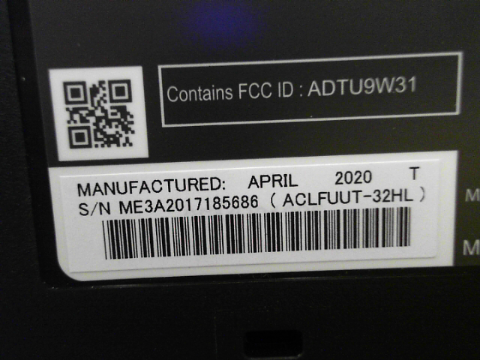 Contains FCC ID : ADTU9W31
MANUFACTURED: APRIL 2020 T
S/N ME3A2017185686 ( ACLFUUT-32HL )
M
M